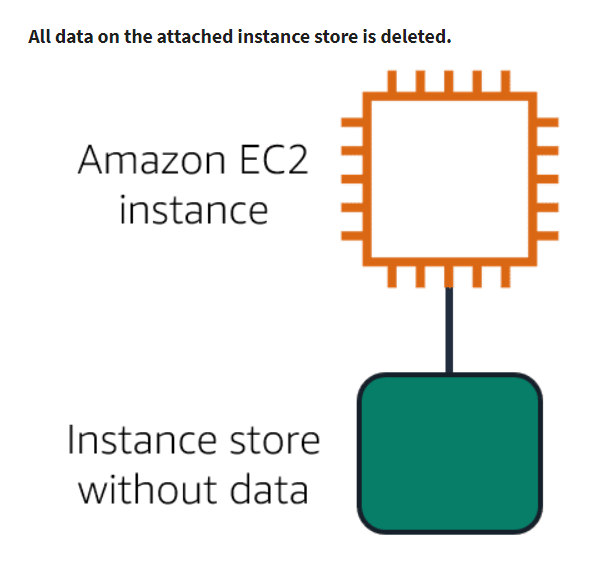 All data on the attached instance store is deleted.
Amazon EC2
instance
Instance store
without data